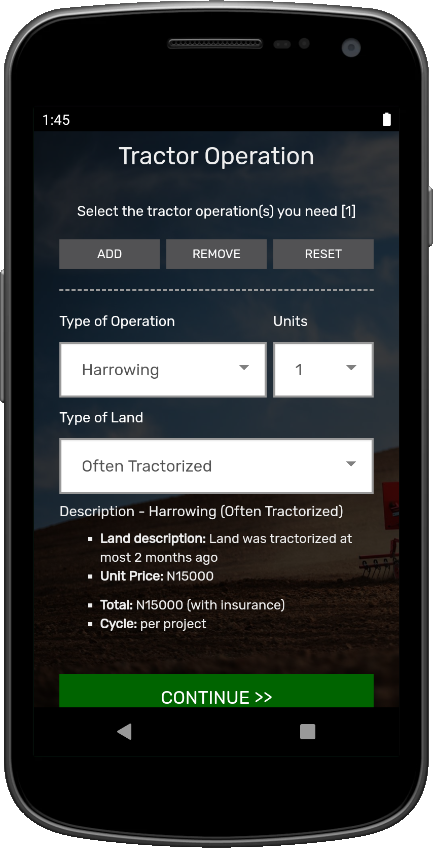 1:45
Tractor Operation
Select the tractor operation(s) you need [1]
ADD REMOVE RESET
Type of Operation Units
Harrowing 1
Type of Land
Often Tractorized
Description - Harrowing (Often Tractorized)
Land description: Land was tractorized at
most 2 months ago
Unit Price: N15000
Total: N15000 (with insurance)
Cycle: per project
CONTINUE >>